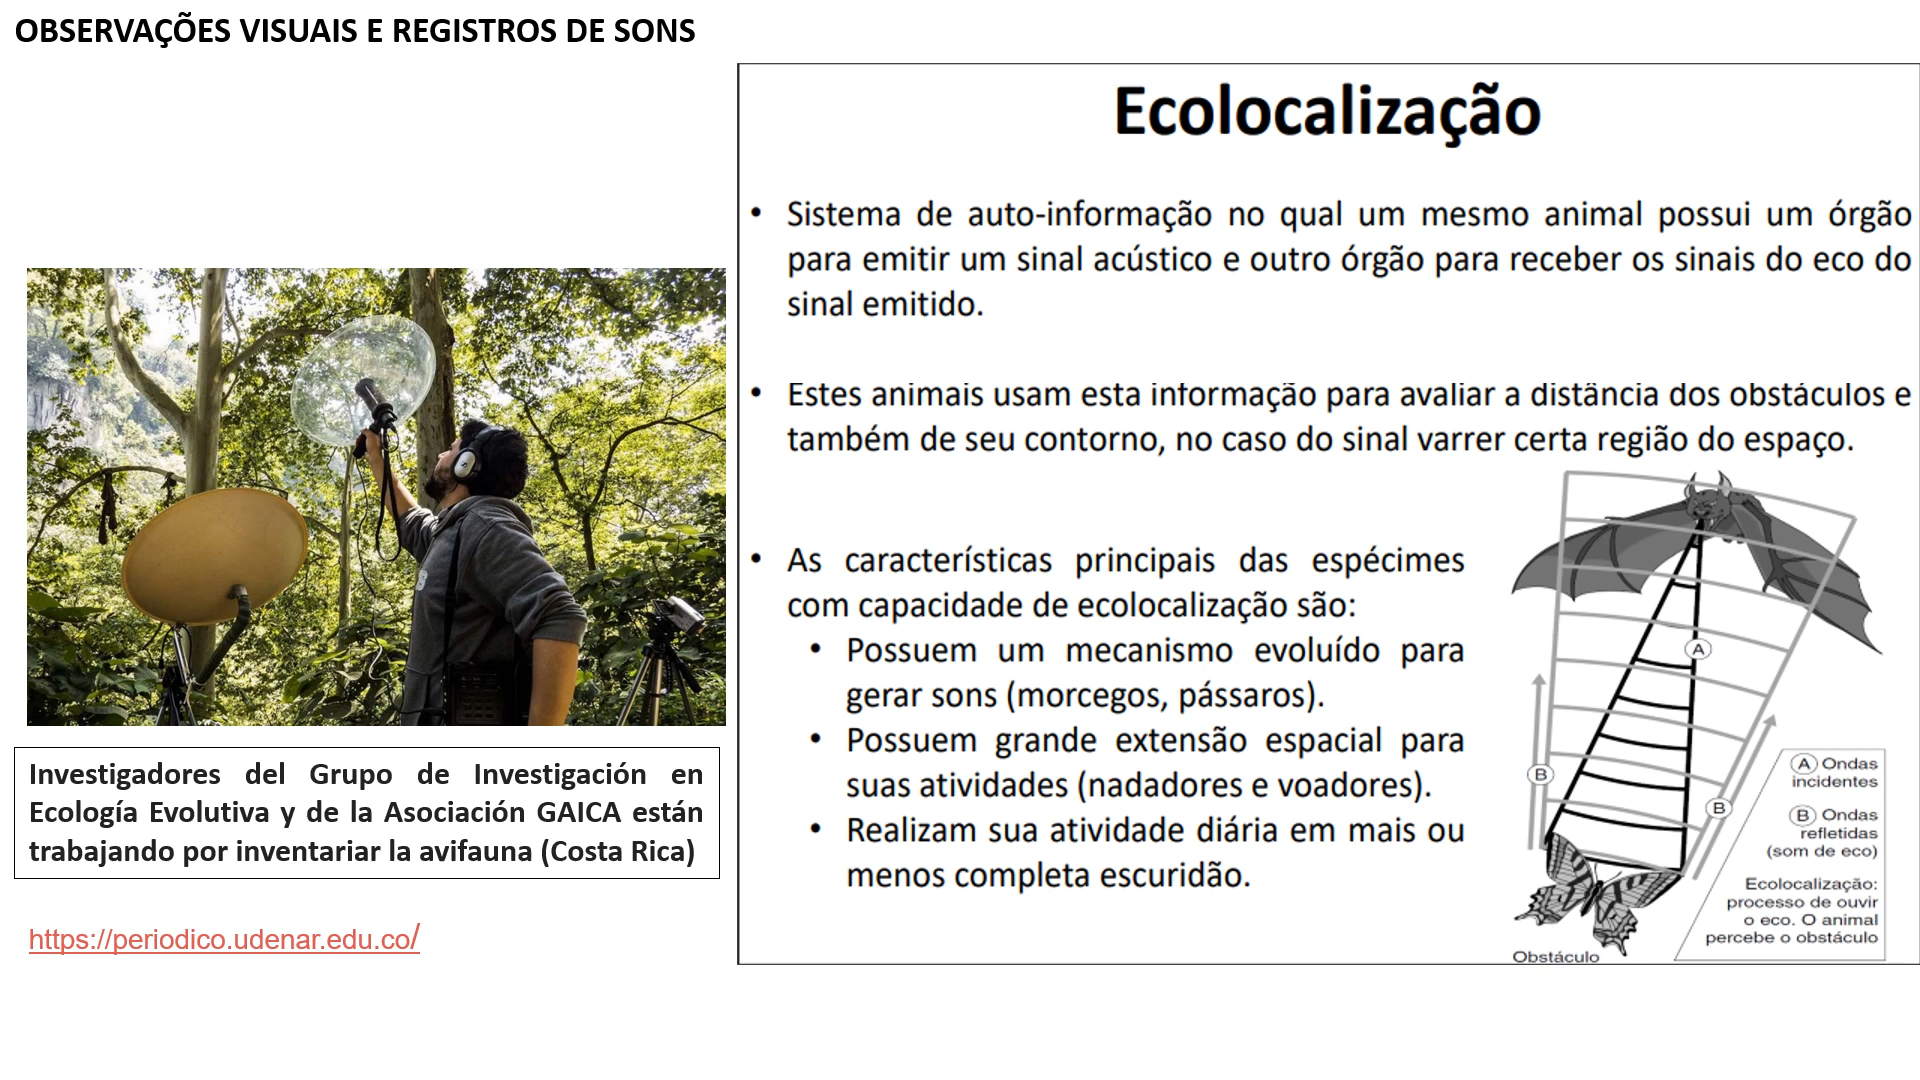 OBSERVAÇÕES VISUAIS E REGISTROS DE SONS
Investigadores del Grupo de Investigación en
Ecología Evolutiva y de la Asociación GAICA están
trabajando por inventariar la avifauna (Costa Rica)
https://periodico.udenar.edu.co/
Ecolocalização
• Sistema de auto-informação no qual um mesmo animal possui um órgão
para emitir um sinal acústico e outro órgão para receber os sinais do eco do
sinal emitido.
• Estes animais usam esta informação para avaliar a distância dos obstáculos e
também de seu contorno, no caso do sinal varrer certa região do espaço.
• As características principais das espécimes
com capacidade de ecolocalização são:
• Possuem um mecanismo evoluído para
gerar sons (morcegos, pássaros).
• Possuem grande extensão espacial para
suas atividades (nadadores e voadores).
• Realizam sua atividade diária em mais ou
menos completa escuridão.
A
B
B
A Ondas
incidentes
B Ondas
refletidas
(som de eco)
Ecolocalização:
processo de ouvir
o eco. O animal
percebe o obstáculo
Obstáculo